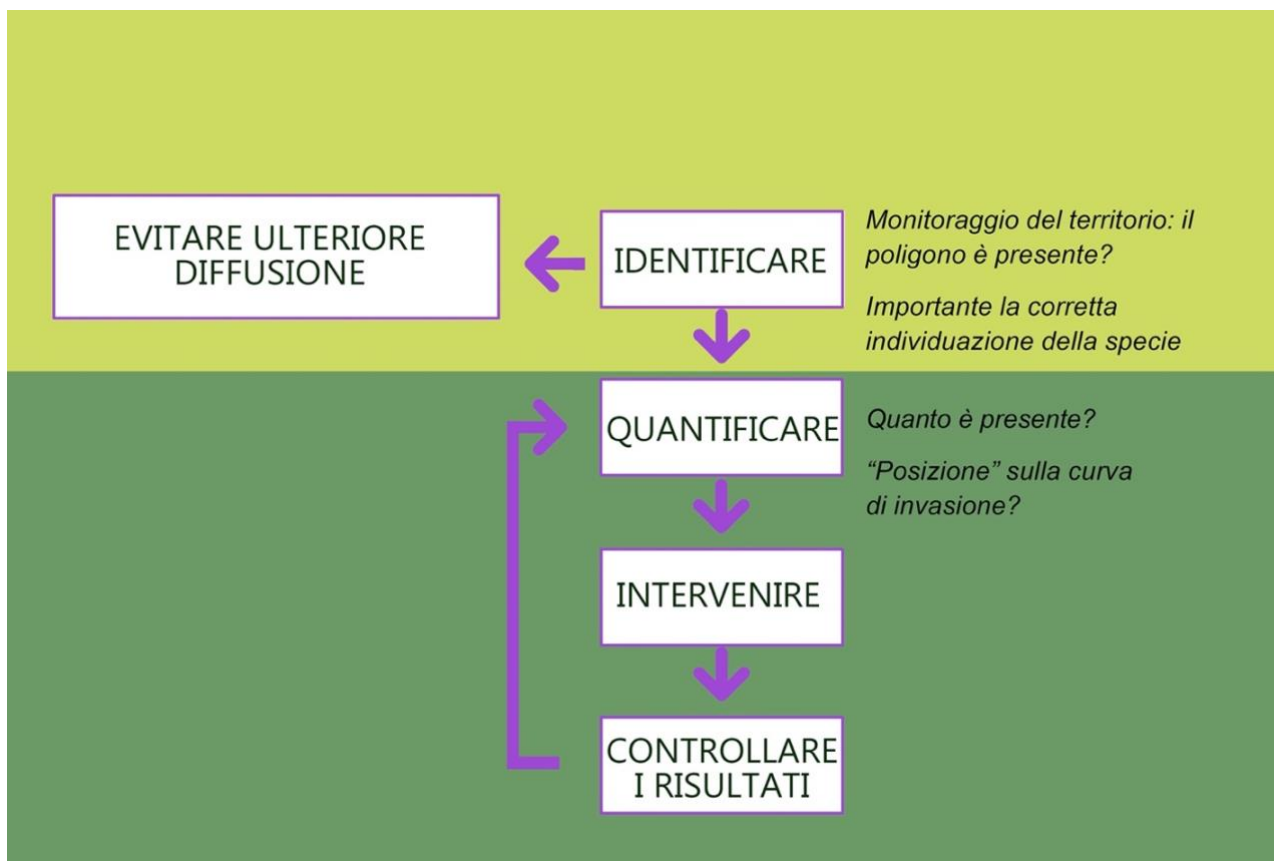 EVITARE ULTERIORE
DIFFUSIONE
IDENTIFICARE
Monitoraggio del territorio: il
poligono è presente?
Importante la corretta
individuazione della specie
QUANTIFICARE
Quanto è presente?
“Posizione” sulla curva
di invasione?
INTERVENIRE
CONTROLLARE
I RISULTATI